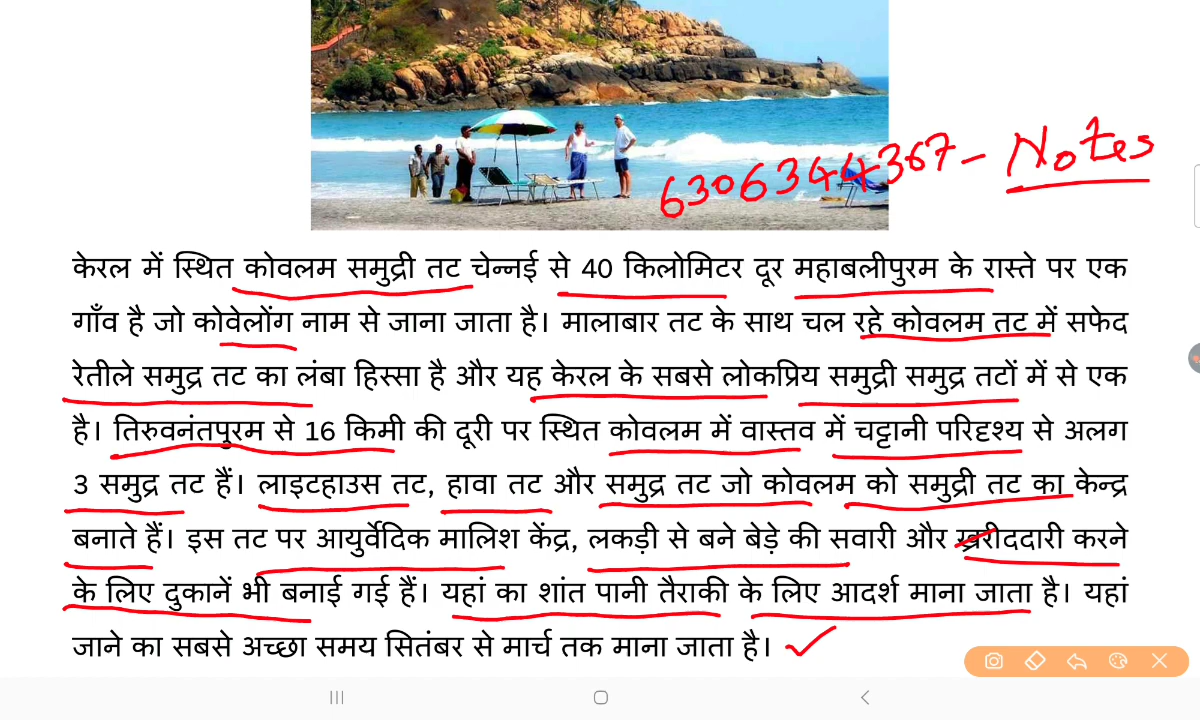 6306344367- Notes
केरल में स्थित कोवलम समुद्री तट चेन्नई से 40 किलोमिटर दूर महाबलीपुरम के रास्ते पर एक
गाँव है जो कोवेलोंग नाम से जाना जाता है। मालाबार तट के साथ चल रहे कोवलम तट में सफेद
रेतीले समुद्र तट का लंबा हिस्सा है और यह केरल के सबसे लोकप्रिय समुद्री समुद्र तटों में से एक
है। तिरुवनंतपुरम से 16 किमी की दूरी पर स्थित कोवलम में वास्तव में चट्टानी परिदृश्य से अलग
3 समुद्र तट हैं। लाइटहाउस तट, हावा तट और समुद्र तट जो कोवलम को समुद्री तट का केन्द्र
बनाते हैं। इस तट पर आयुर्वेदिक मालिश केंद्र, लकड़ी से बने बेड़े की सवारी और ख़रीददारी करने
के लिए दुकानें भी बनाई गई हैं। यहां का शांत पानी तैराकी के लिए आदर्श माना जाता है। यहां
जाने का सबसे अच्छा समय सितंबर से मार्च तक माना जाता है।